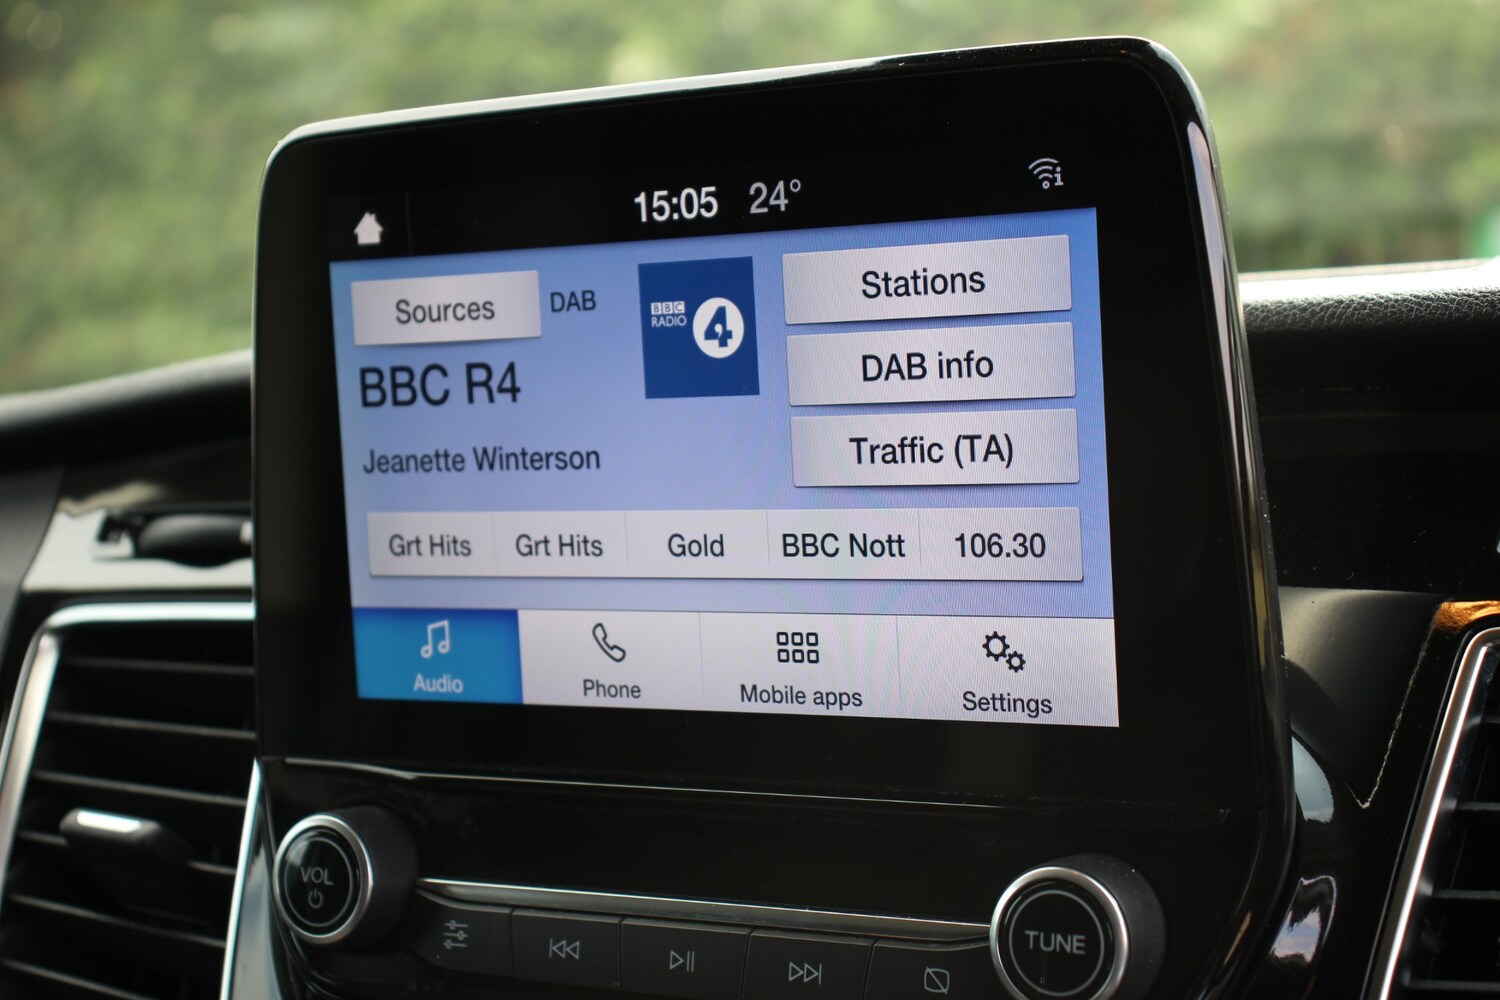 15:05 24°
i
Sources DAB
BBC
RADIO 4
Stations
BBC R4
DAB info
Jeanette Winterson
Traffic (TA)
Grt Hits Grt Hits Gold BBC Nott 106.30
Audio Phone Mobile apps Settings
VOL
TUNE